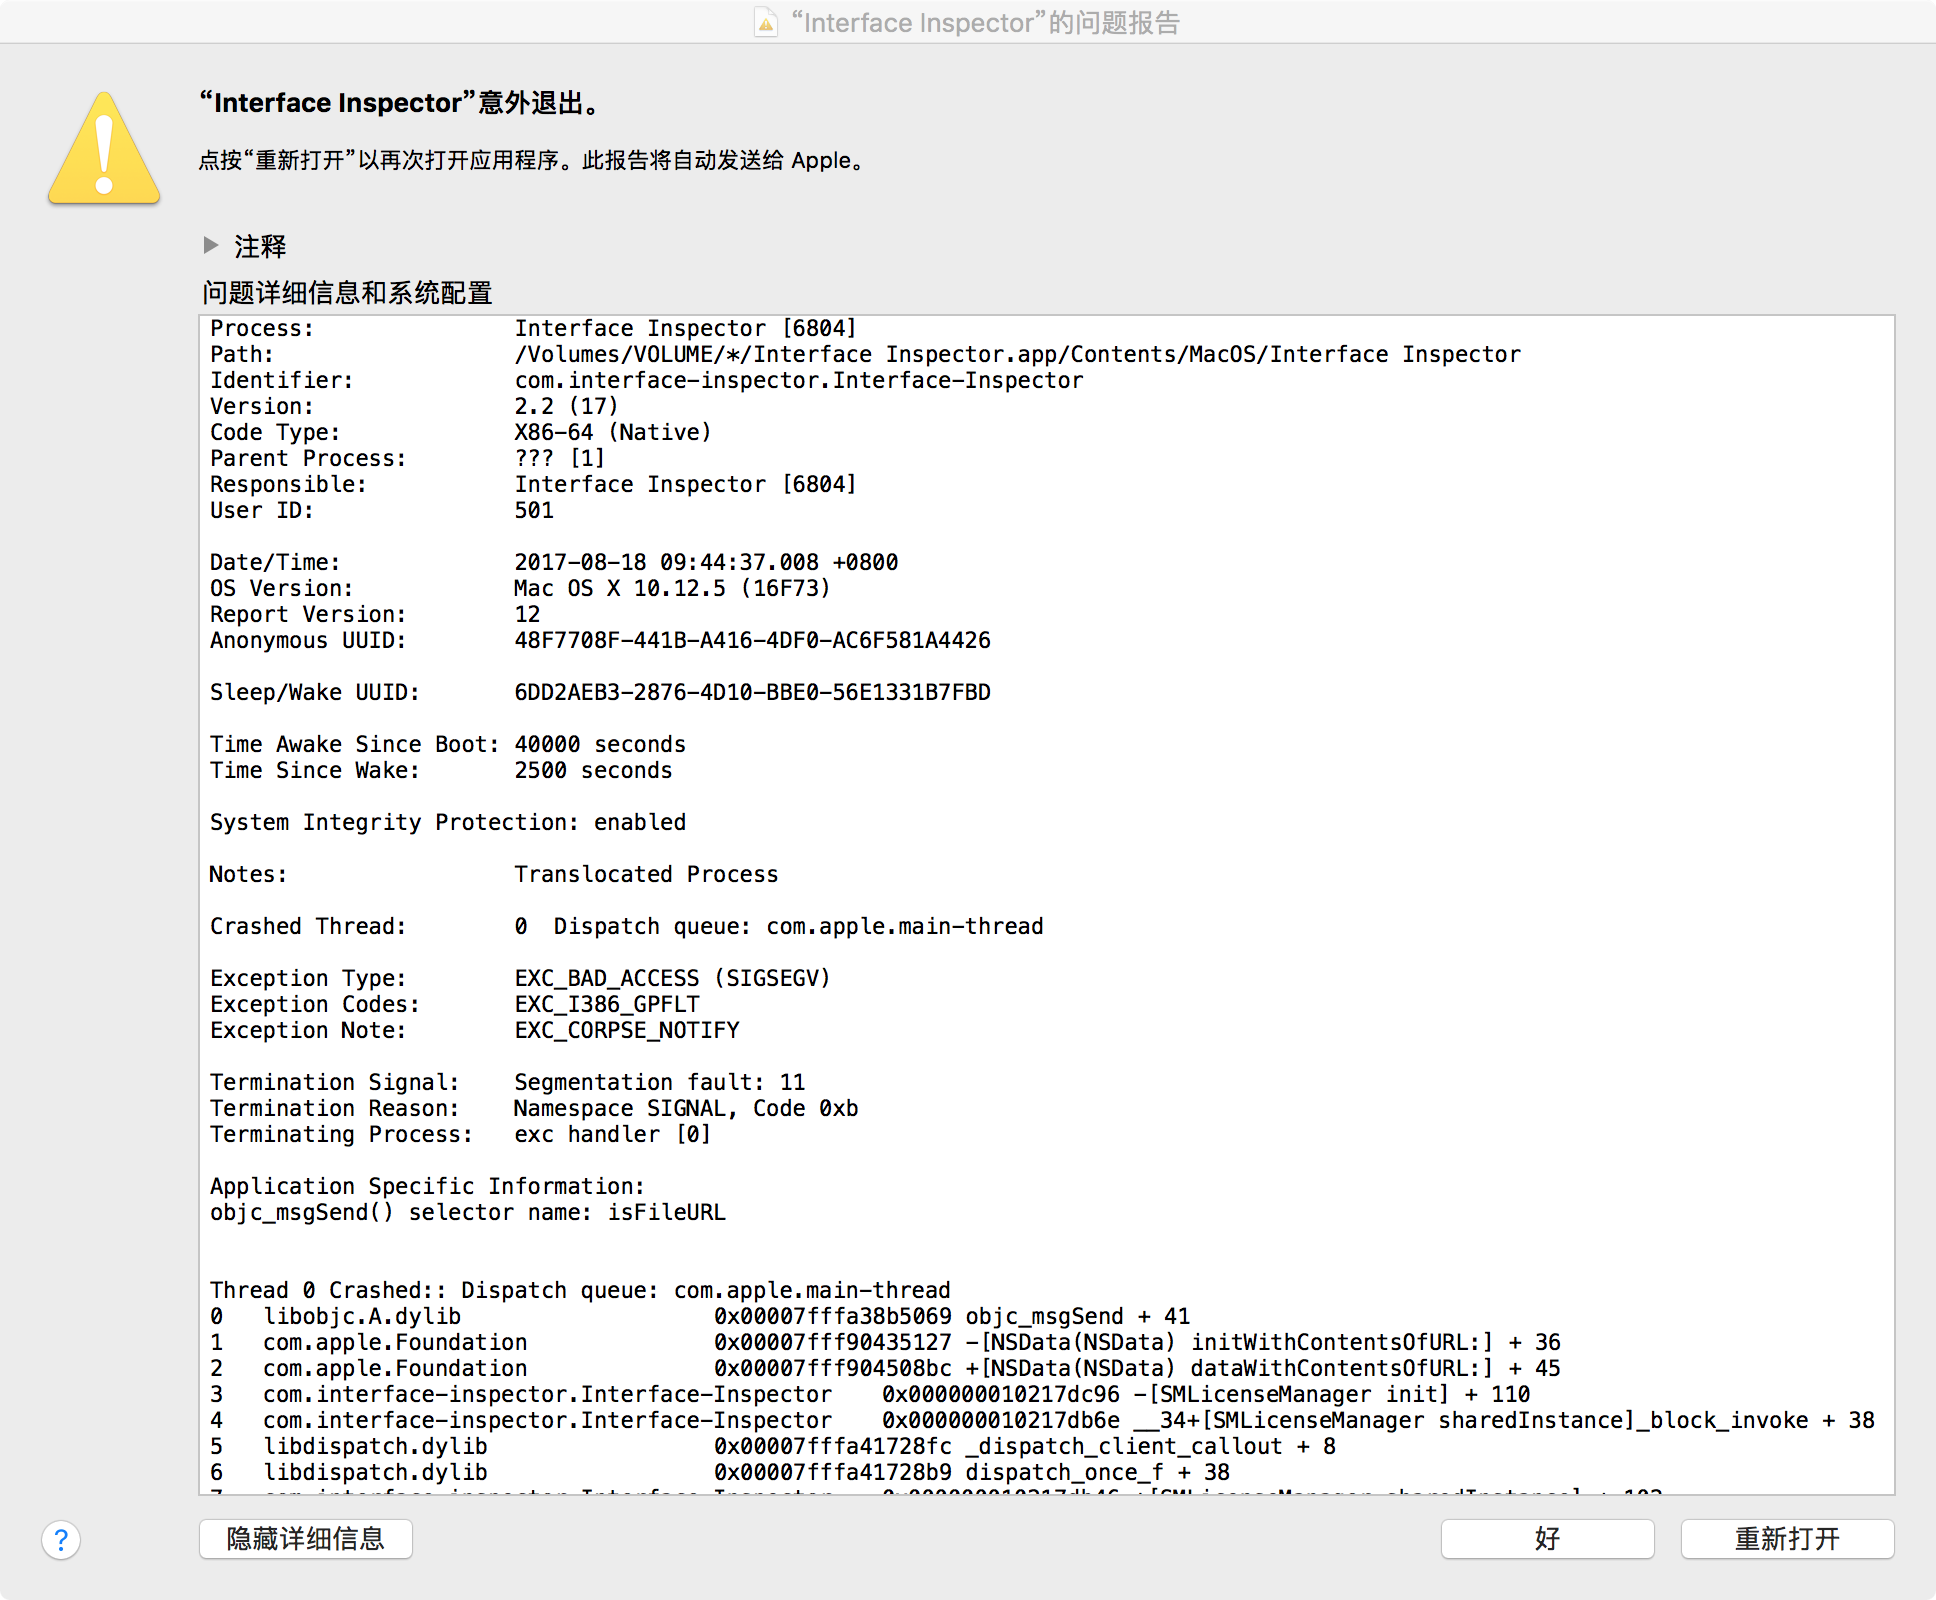 “Interface Inspector”的问题报告
“Interface Inspector”意外退出。
点按“重新打开”以再次打开应用程序。此报告将自动发送给 Apple。
注释
问题详细信息和系统配置
Process: Interface Inspector [6804]
Path: /Volumes/VOLUME/*/Interface Inspector.app/Contents/MacOS/Interface Inspector
Identifier: com.interface-inspector.Interface-Inspector
Version: 2.2 (17)
Code Type: X86-64 (Native)
Parent Process: ??? [1]
Responsible: Interface Inspector [6804]
User ID: 501
Date/Time: 2017-08-18 09:44:37.008 +0800
OS Version: Mac OS X 10.12.5 (16F73)
Report Version: 12
Anonymous UUID: 48F7708F-441B-A416-4DF0-AC6F581A4426
Sleep/Wake UUID: 6DD2AEB3-2876-4D10-BBE0-56E1331B7FBD
Time Awake Since Boot: 40000 seconds
Time Since Wake: 2500 seconds
System Integrity Protection: enabled
Notes: Translocated Process
Crashed Thread: 0 Dispatch queue: com.apple.main-thread
Exception Type: EXC_BAD_ACCESS (SIGSEGV)
Exception Codes: EXC_I386_GPFLT
Exception Note: EXC_CORPSE_NOTIFY
Termination Signal: Segmentation fault: 11
Termination Reason: Namespace SIGNAL, Code 0xb
Terminating Process: exc handler [0]
Application Specific Information:
objc_msgSend() selector name: isFileURL
Thread 0 Crashed:: Dispatch queue: com.apple.main-thread
0 libobjc.A.dylib 0x00007fffa38b5069 objc_msgSend + 41
1 com.apple.Foundation 0x00007fff90435127 -[NSData(NSData) initWithContentsOfURL:] + 36
2 com.apple.Foundation 0x00007fff904508bc +[NSData(NSData) dataWithContentsOfURL:] + 45
3 com.interface-inspector.Interface-Inspector 0x000000010217dc96 -[SMLicenseManager init] + 110
4 com.interface-inspector.Interface-Inspector 0x000000010217db6e __34+[SMLicenseManager sharedInstance]_block_invoke + 38
5 libdispatch.dylib 0x00007fffa41728fc _dispatch_client_callout + 8
6 libdispatch.dylib 0x00007fffa41728b9 dispatch_once_f + 38
?
隐藏详细信息
好
重新打开